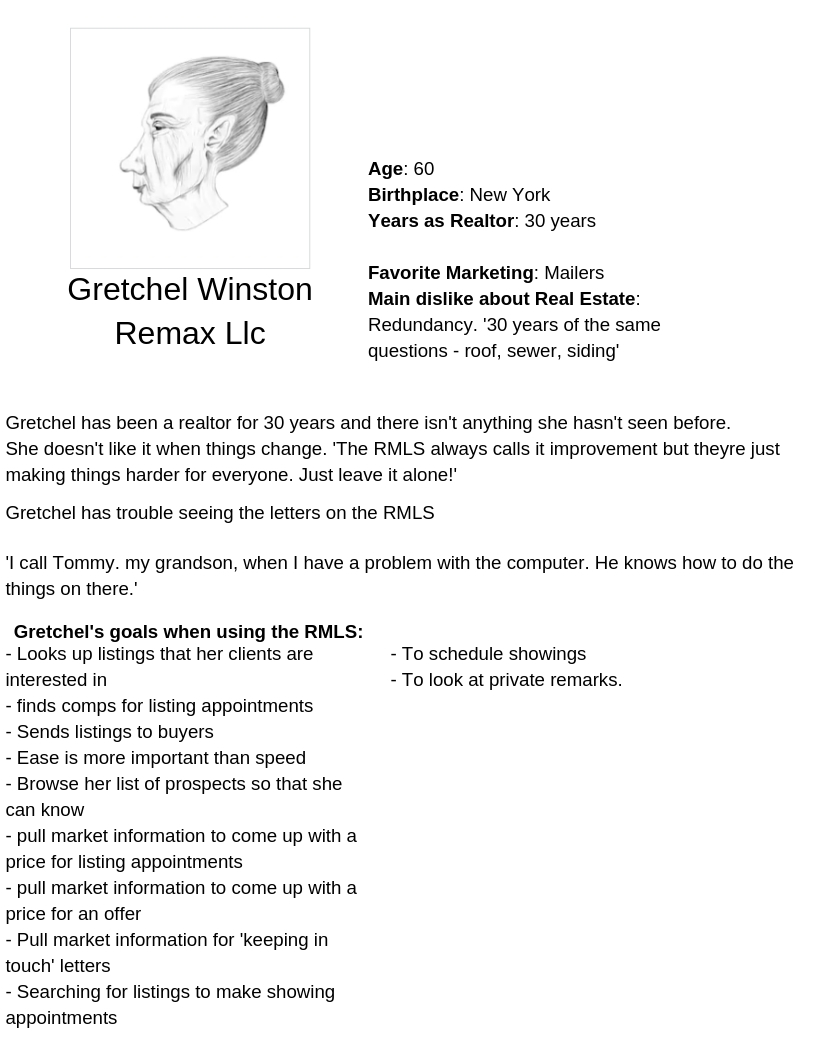 Gretchel Winston
Remax Llc
Age: 60
Birthplace: New York
Years as Realtor: 30 years
Favorite Marketing: Mailers
Main dislike about Real Estate:
Redundancy. '30 years of the same
questions - roof, sewer, siding'
Gretchel has been a realtor for 30 years and there isn't anything she hasn't seen before.
She doesn't like it when things change. 'The RMLS always calls it improvement but theyre just
making things harder for everyone. Just leave it alone!'
Gretchel has trouble seeing the letters on the RMLS
'I call Tommy. my grandson, when I have a problem with the computer. He knows how to do the
things on there.'
Gretchel's goals when using the RMLS:
- Looks up listings that her clients are
interested in
- finds comps for listing appointments
- Sends listings to buyers
- Ease is more important than speed
- Browse her list of prospects so that she
can know
- pull market information to come up with a
price for listing appointments
- pull market information to come up with a
price for an offer
- Pull market information for 'keeping in
touch' letters
- Searching for listings to make showing
appointments
- To schedule showings
- To look at private remarks.